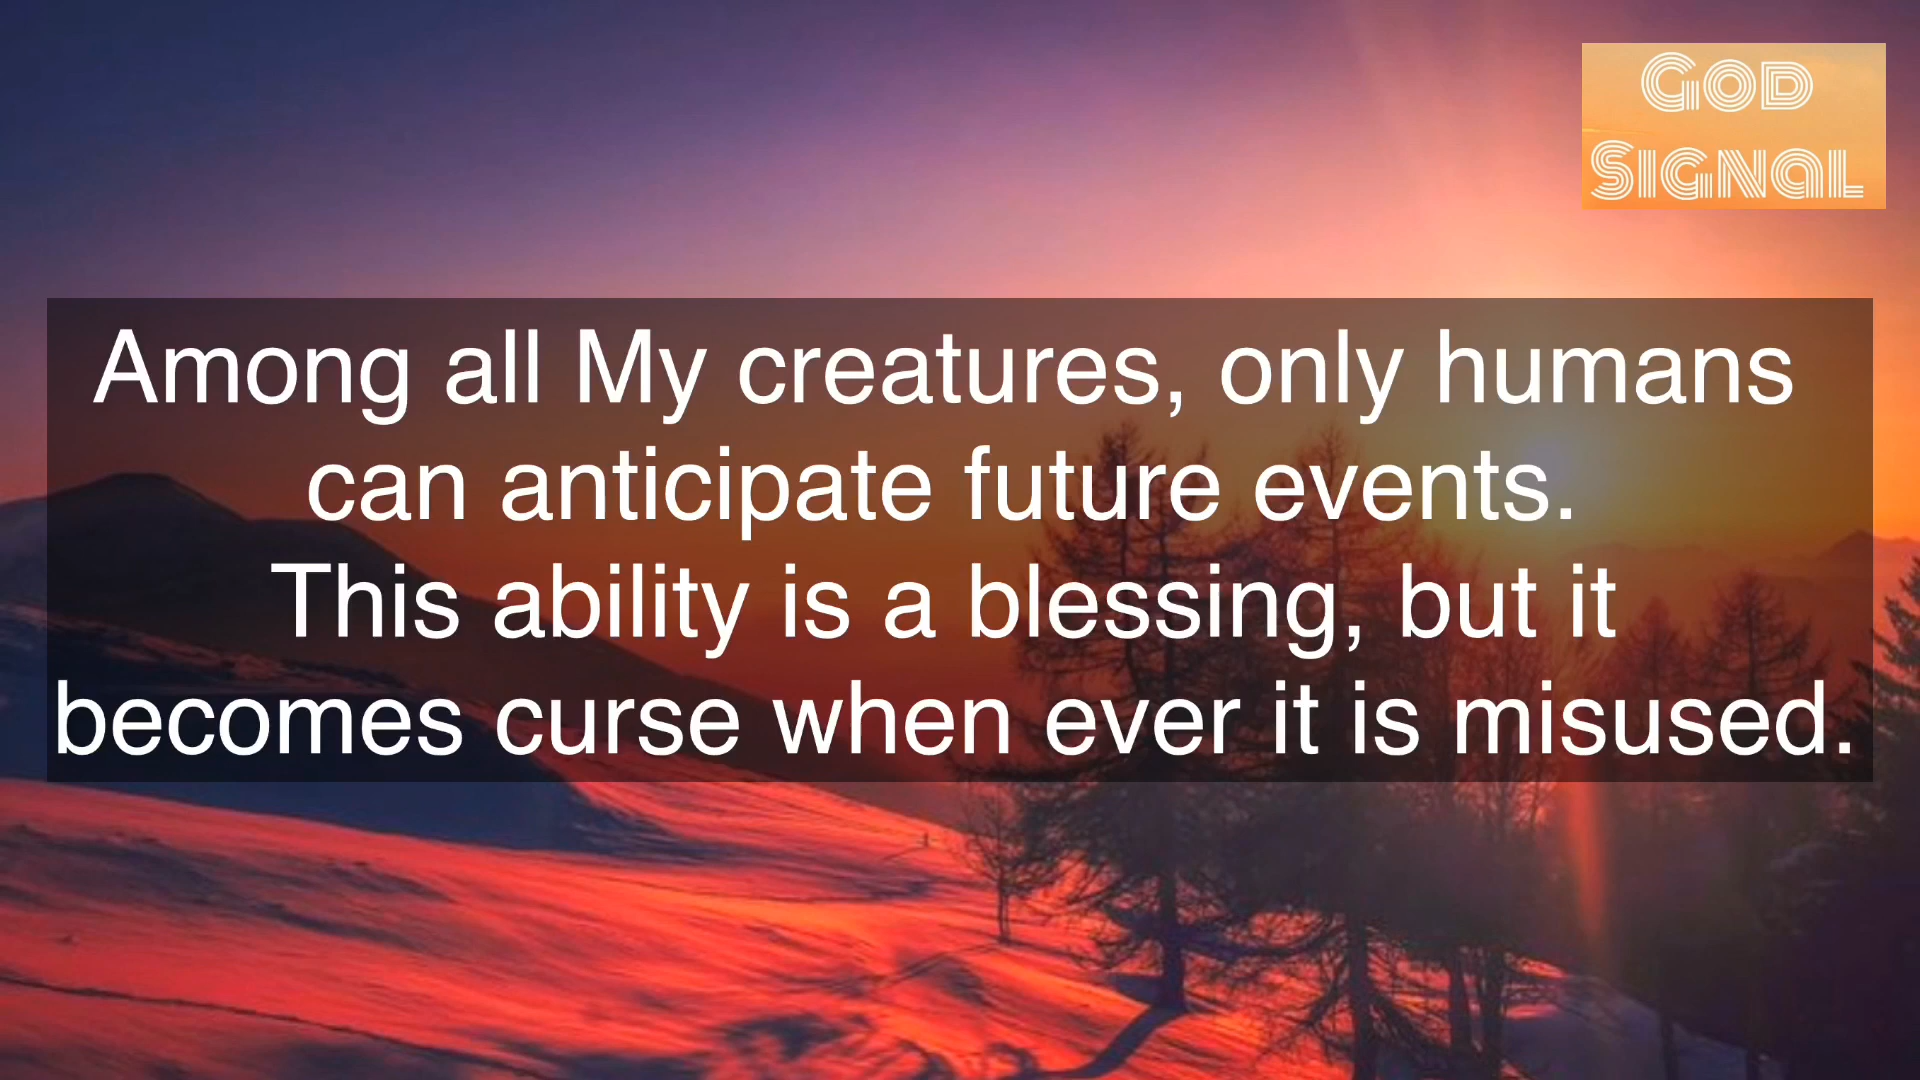 God
Signal
Among all My creatures, only humans
can anticipate future events.
This ability is a blessing, but it
becomes curse when ever it is misused.